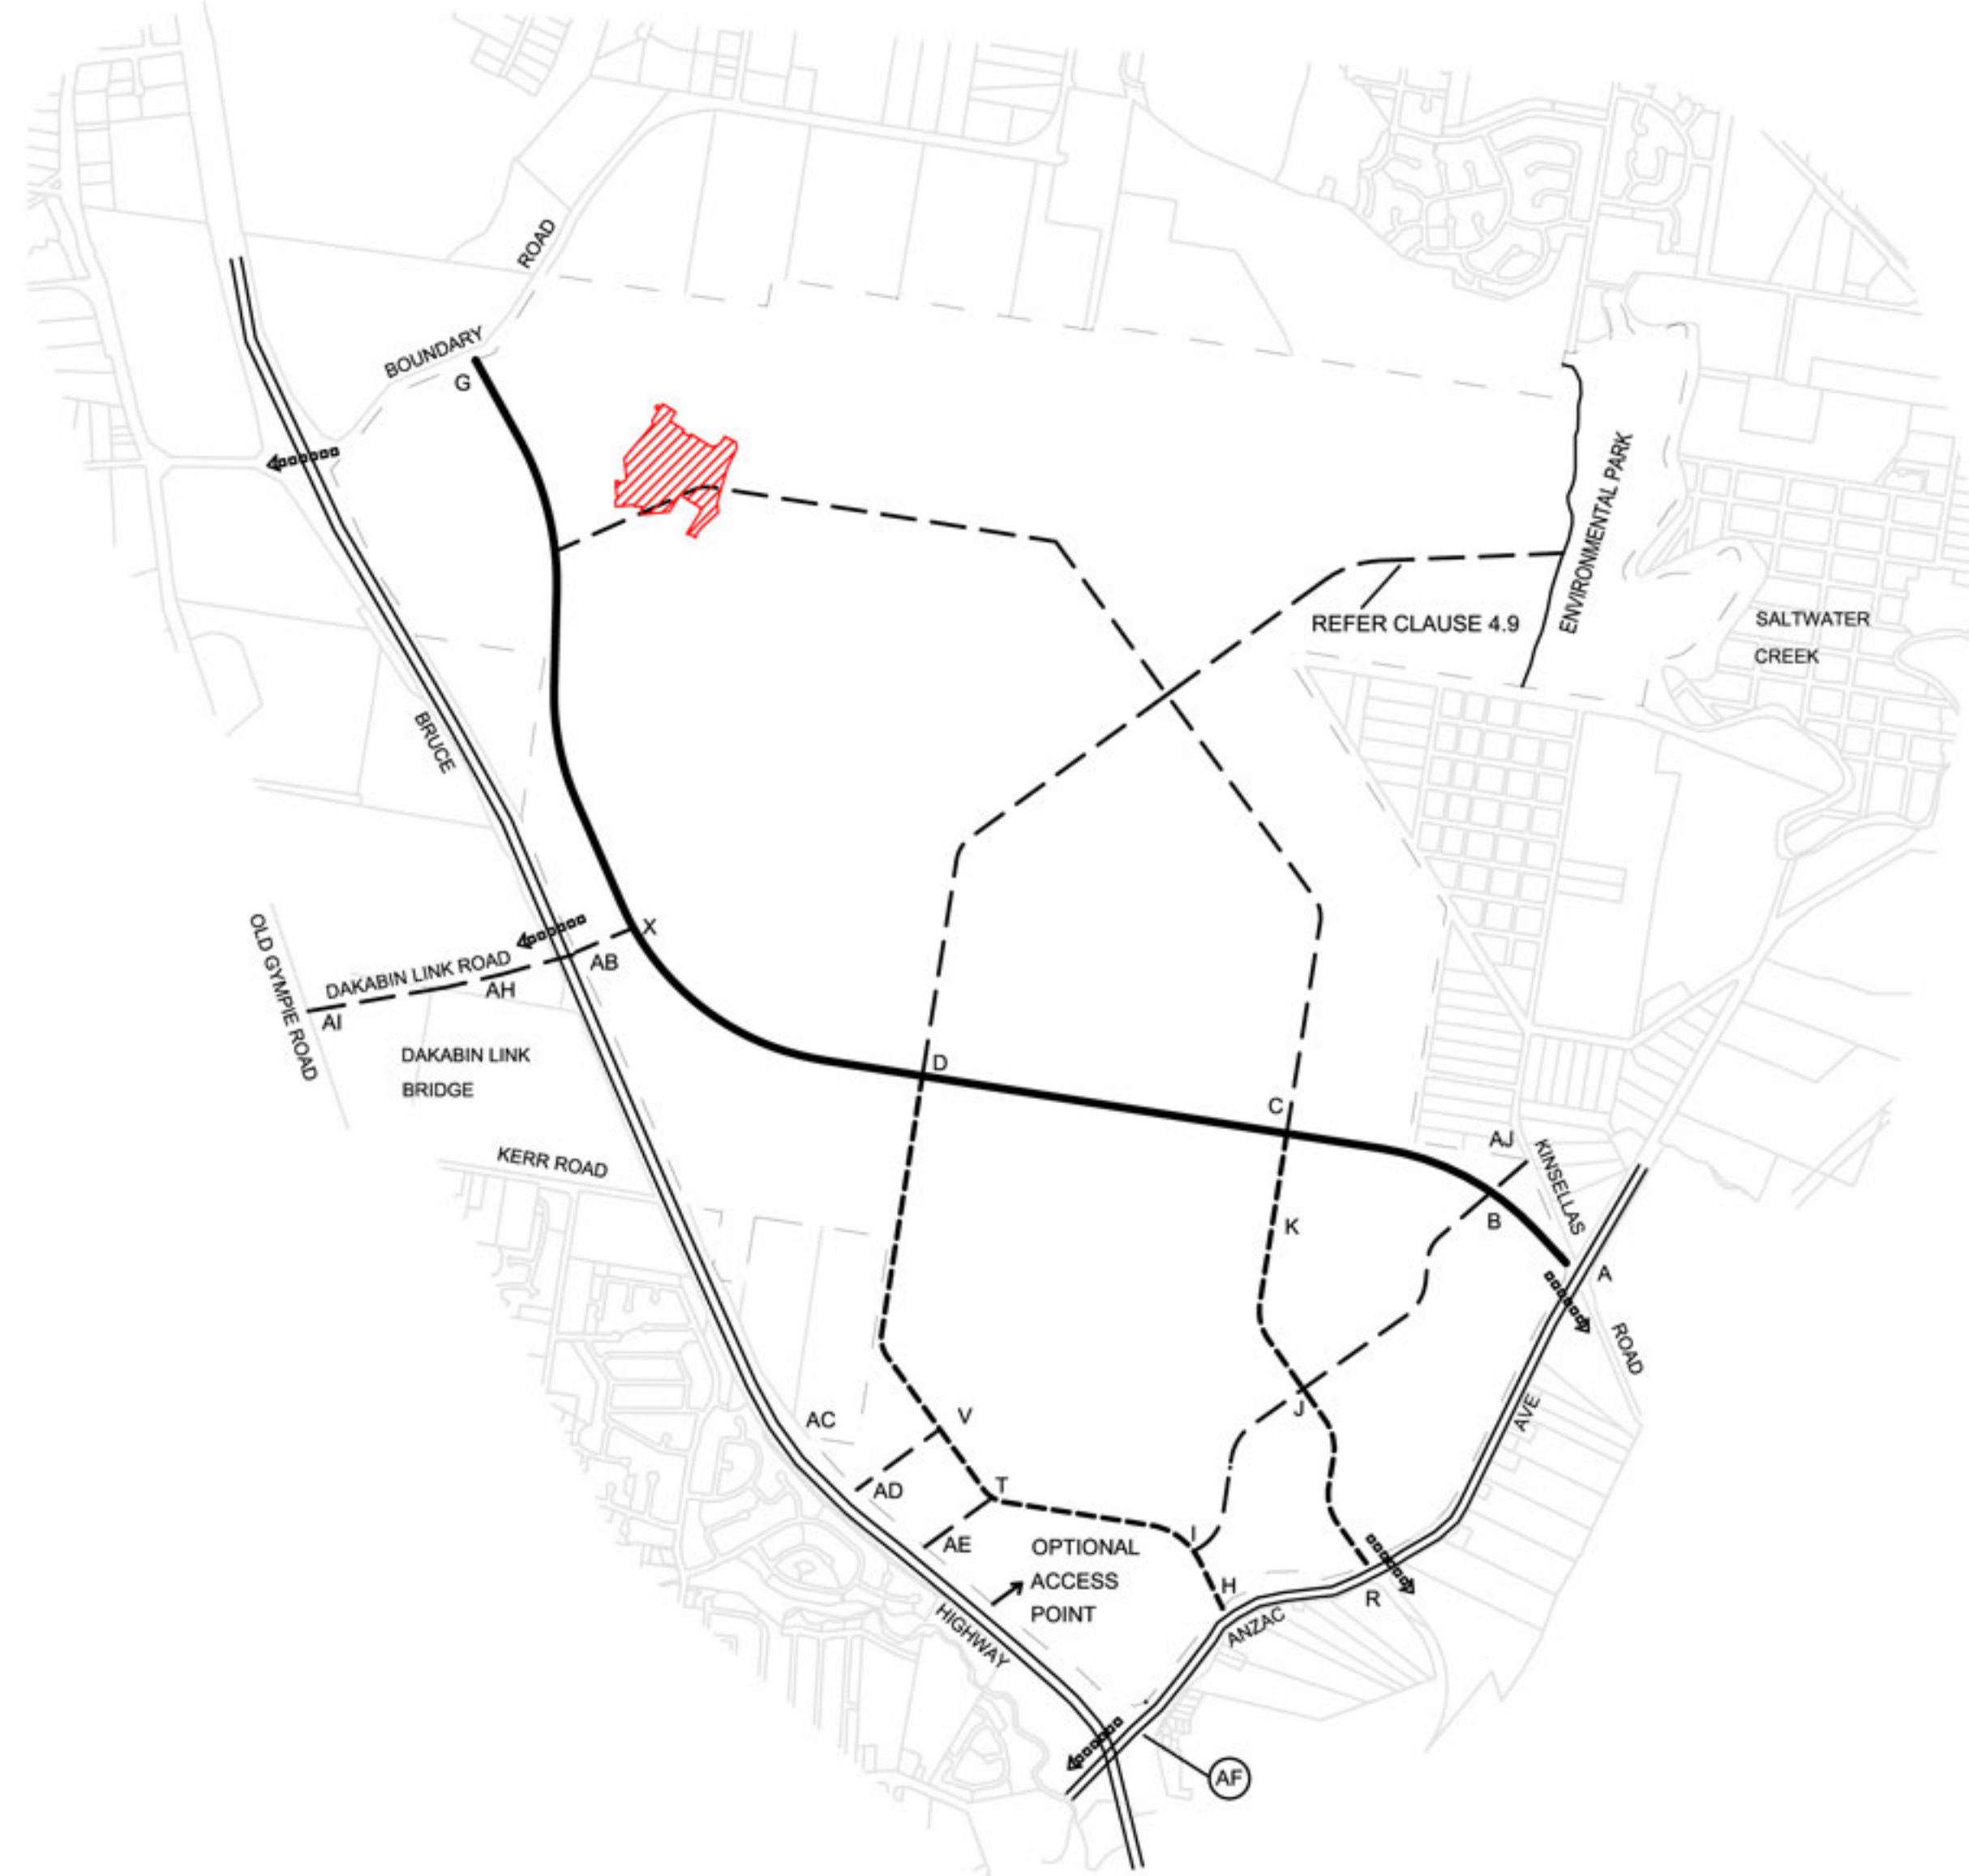 ROAD
BOUNDARY
G
ENVIRONMENTAL PARK
REFER CLAUSE 4.9
SALTWATER
CREEK
BRUCE
OLD GYMPIE ROAD
X
DAKABIN LINK ROAD
AB
AH
AI
DAKABIN LINK
BRIDGE
D
C
KERR ROAD
AJ
KINSELLAS
B
K
A
ROAD
J
AVE
AC
V
AD
T
I
AE
OPTIONAL
ACCESS
POINT
H
R
ANZAC
HIGHWAY
AF